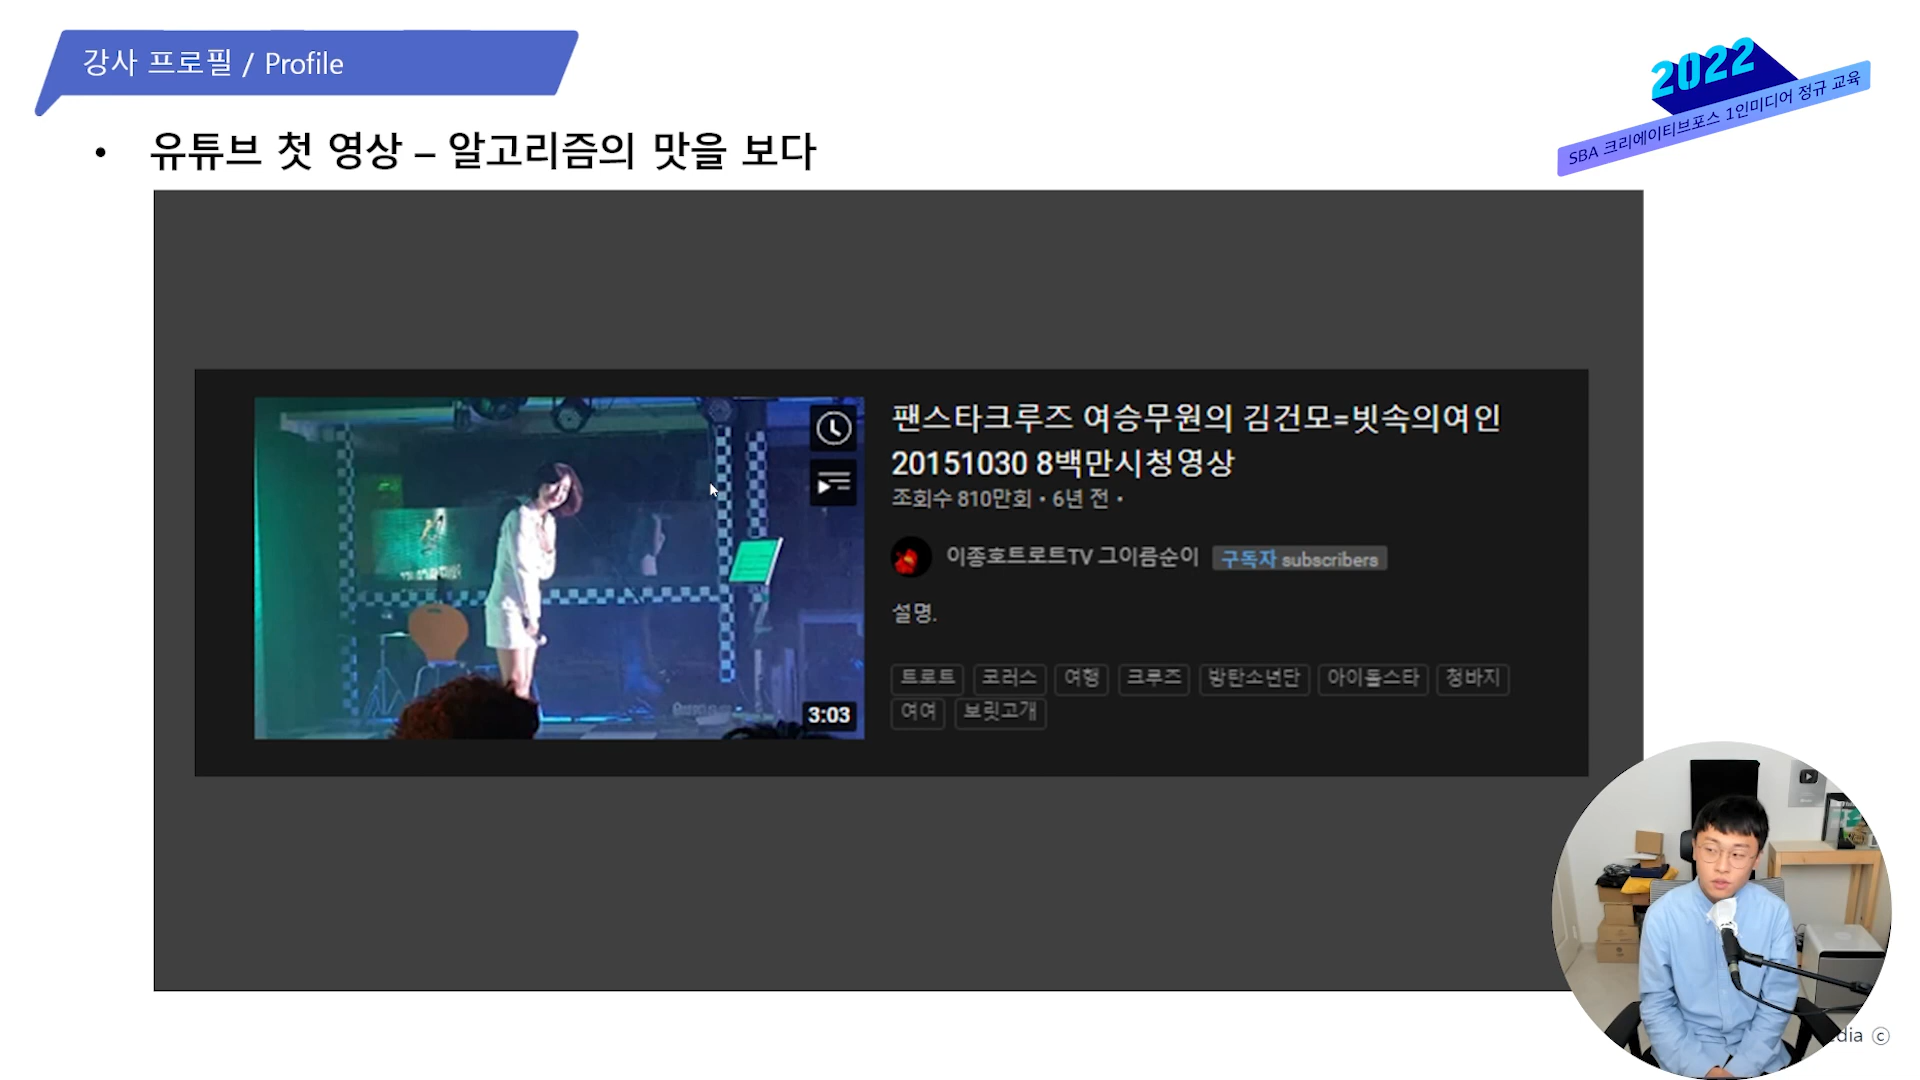 강사 프로필 / Profile
2022
SBA 크리에이티브포스 1인미디어 정규 교육
• 유튜브 첫 영상 – 알고리즘의 맛을 보다
팬스타크루즈 여승무원의 김건모=빗속의여인
20151030 8백만시청영상
조회수 810만회 • 6년 전 •
이종호트로트TV 그이름순이 구독자 subscribers
설명.
트로트 코러스 여행 크루즈 방탄소년단 아이돌스타 청바지
여여 보릿고개
3:03
dia ⓒ